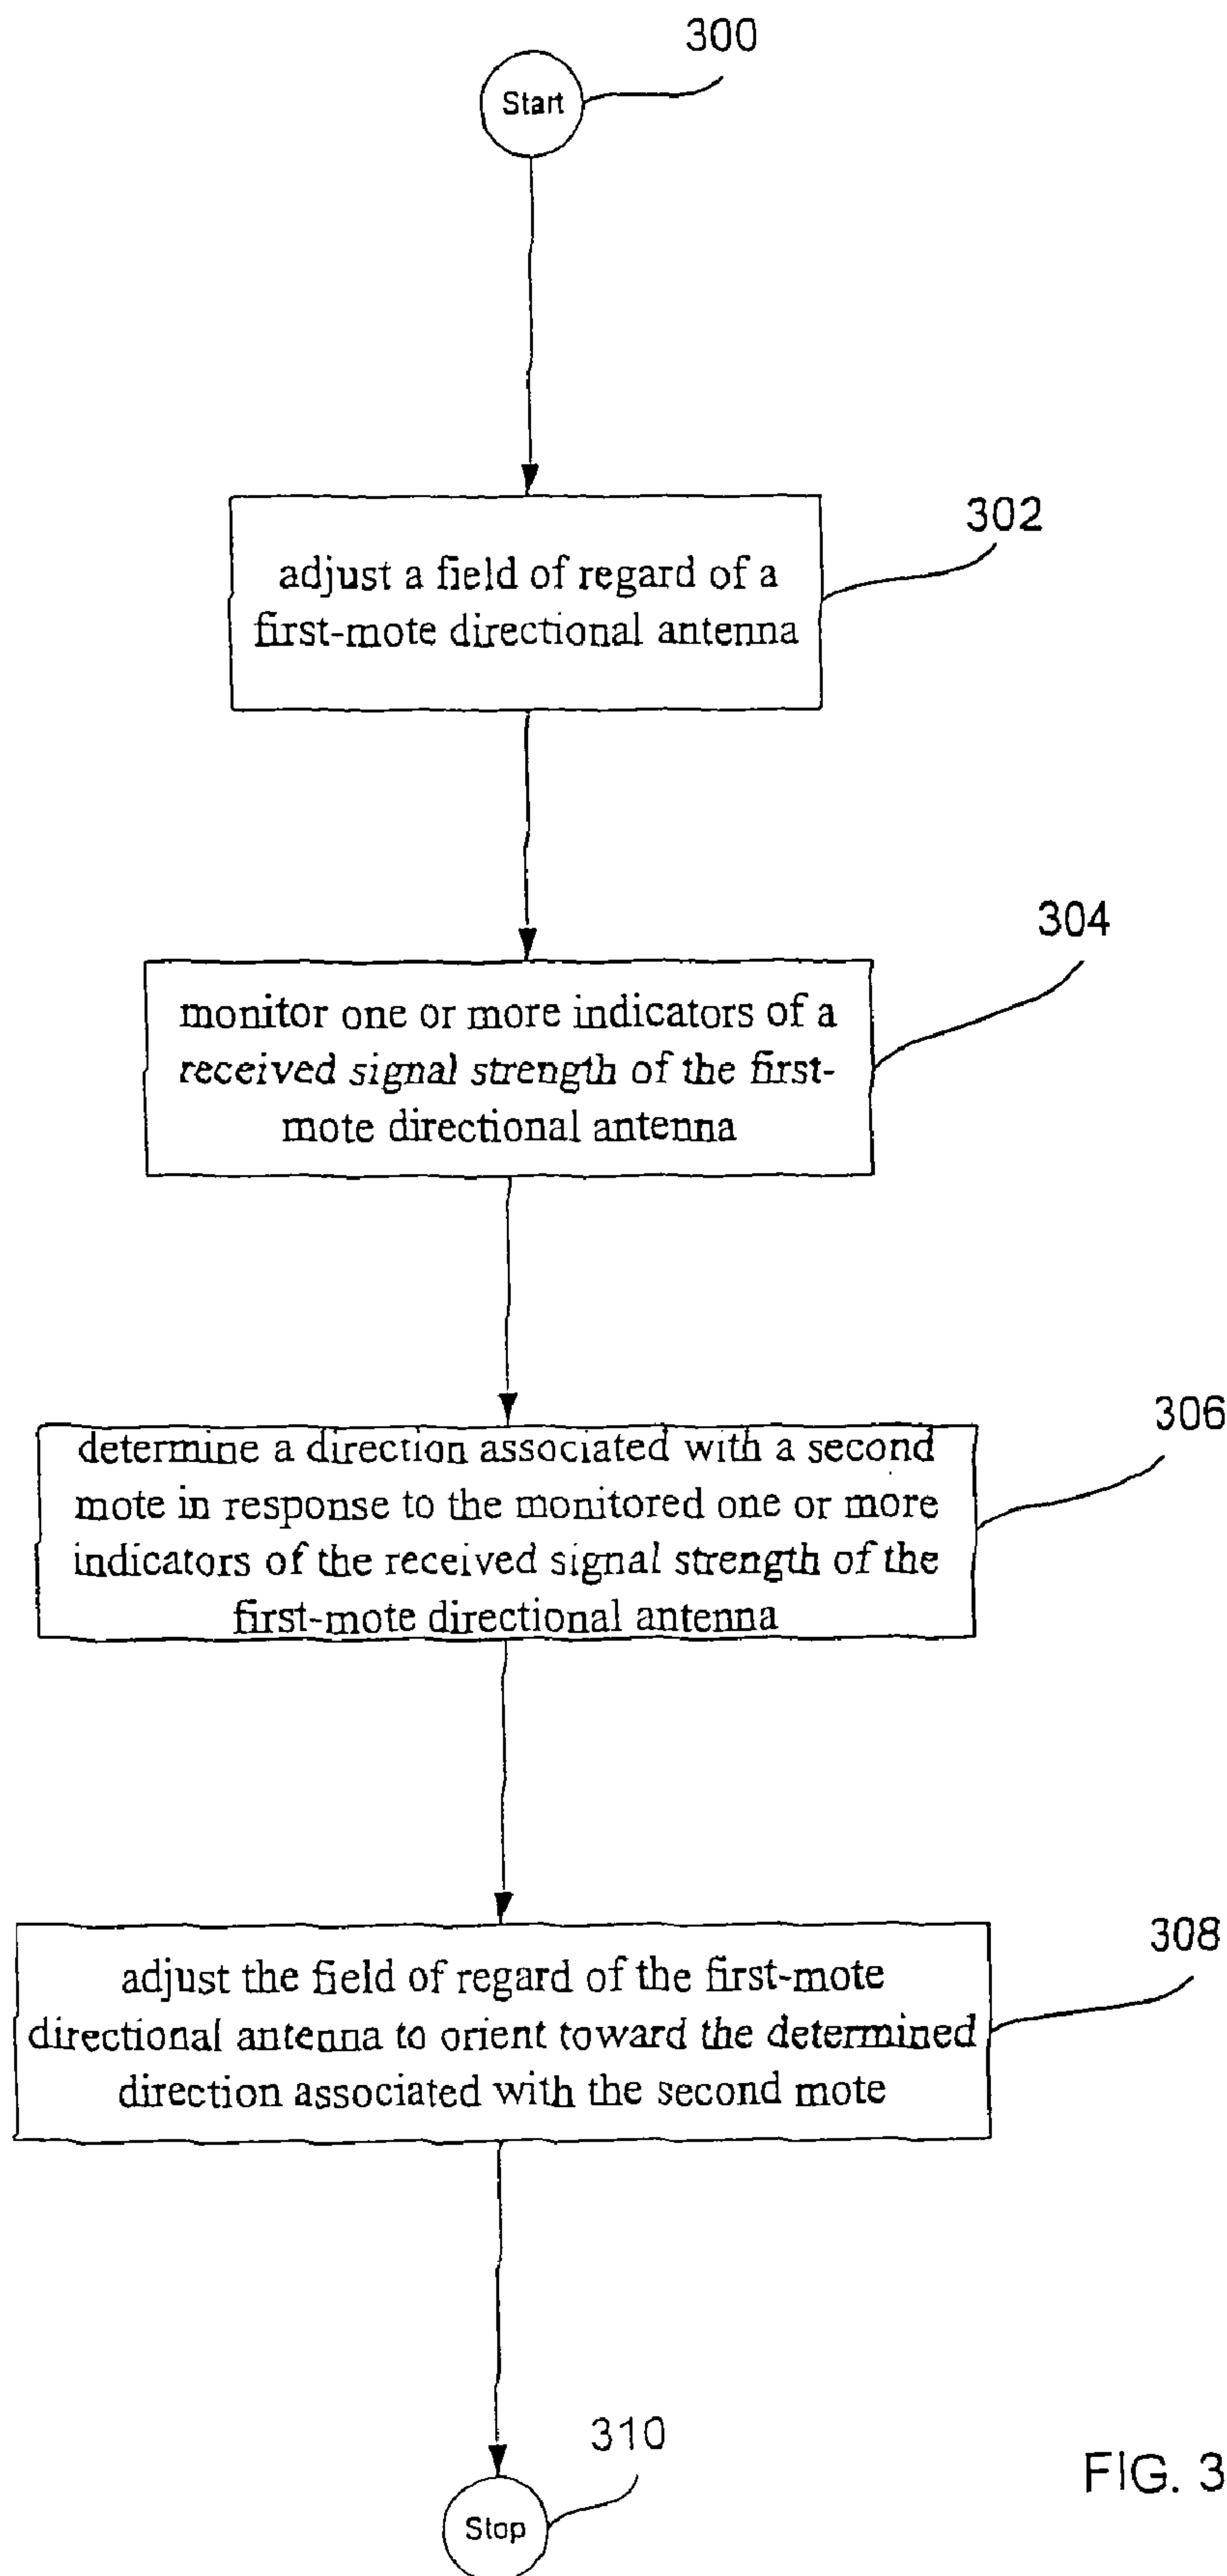 300
Start
302
adjust a field of regard of a
first-mote directional antenna
304
monitor one or more indicators of a
received signal strength of the first-
mote directional antenna
306
determine a direction associated with a second
mote in response to the monitored one or more
indicators of the received signal strength of the
first-mote directional antenna
308
adjust the field of regard of the first-mote
directional antenna to orient toward the determined
direction associated with the second mote
310
Stop
FIG. 3